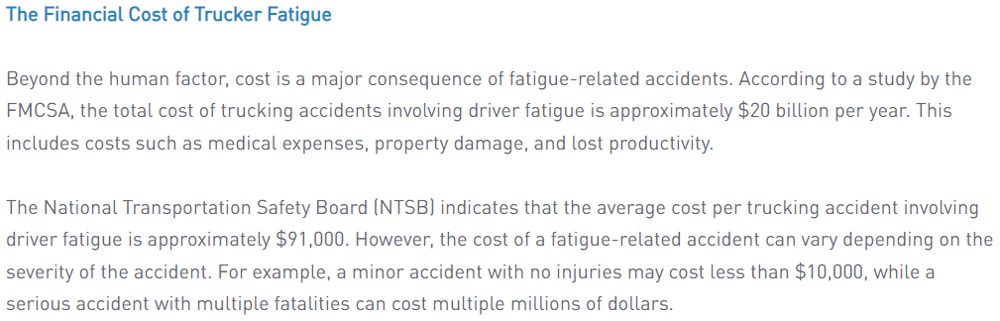 The Financial Cost of Trucker Fatigue
Beyond the human factor, cost is a major consequence of fatigue-related accidents. According to a study by the
FMCSA, the total cost of trucking accidents involving driver fatigue is approximately $20 billion per year. This
includes costs such as medical expenses, property damage, and lost productivity.
The National Transportation Safety Board (NTSB) indicates that the average cost per trucking accident involving
driver fatigue is approximately $91,000. However, the cost of a fatigue-related accident can vary depending on the
severity of the accident. For example, a minor accident with no injuries may cost less than $10,000, while a
serious accident with multiple fatalities can cost multiple millions of dollars.